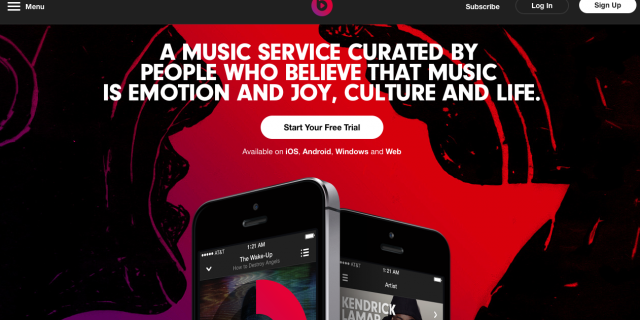 Menu
Subscribe
Log In
Sign Up
A MUSIC SERVICE CURATED BY
PEOPLE WHO BELIEVE THAT MUSIC
IS EMOTION AND JOY, CULTURE AND LIFE.
Start Your Free Trial
Available on iOS, Android, Windows and Web
AT&T
1:21 AM
The Wake-Up
How to Destroy Angels
AT&T
1:21 AM
Artist
KENDRICK
LAMAR